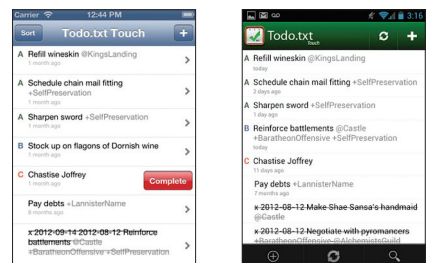 Carrier 12:44 PM
Sort Todo.txt Touch +
A Refill wineskin @KingsLanding
1 month ago
A Schedule chain mail fitting
+SelfPreservation
1 month ago
A Sharpen sword +SelfPreservation
1 month ago
B Stock up on flagons of Dornish wine
1 month ago
C Chastise Joffrey
1 month ago
Complete
Pay debts +LannisterName
8 months ago
x 2012-09-14 2012-08-12 Reinforce
battlements @Castle
+BaratheonOffensive +SelfPreservation
3:16
Todo.txt
Touch
+
A Refill wineskin @KingsLanding
today
A Schedule chain mail fitting +SelfPreservation
3 days ago
A Sharpen sword +SelfPreservation
1 day ago
B Reinforce battlements @Castle
+BaratheonOffensive +SelfPreservation
today
C Chastise Joffrey
11 days ago
Pay debts +LannisterName
7 months ago
x 2012-08-12 Make Shae Sansa's handmaid
@Castle
x 2012-08-12 Negotiate with pyromancers
+BaratheonOffensive @AlchemistsGuild